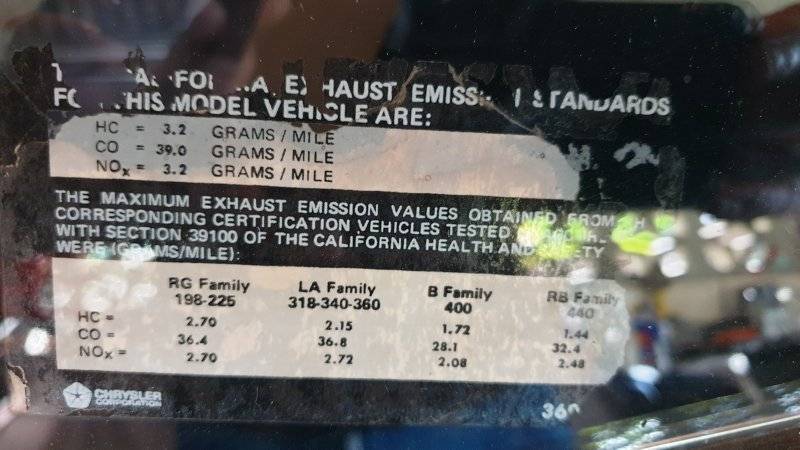 EXHAUST STANDARDS
THIS MODEL VEHICLE ARE:
HC = 3.2 GRAMS / MILE
CO = 39.0 GRAMS / MILE
NOx = 3.2 GRAMS / MILE
THE MAXIMUM EXHAUST EMISSION VALUES OBTAINED FROM
CORRESPONDING CERTIFICATION VEHICLES TESTED
WITH SECTION 39100 OF THE CALIFORNIA HEALTH AND SAFETY
WERE (GRAMS/MILE):
RG Family LA Family B Family RB Family
198-225 318-340-360 400 440
HC = 2.70 2.15 1.72 1.44
CO = 36.4 36.8 28.1 32.4
NOx = 2.70 2.72 2.08 2.48
CHRYSLER
CORPORATION